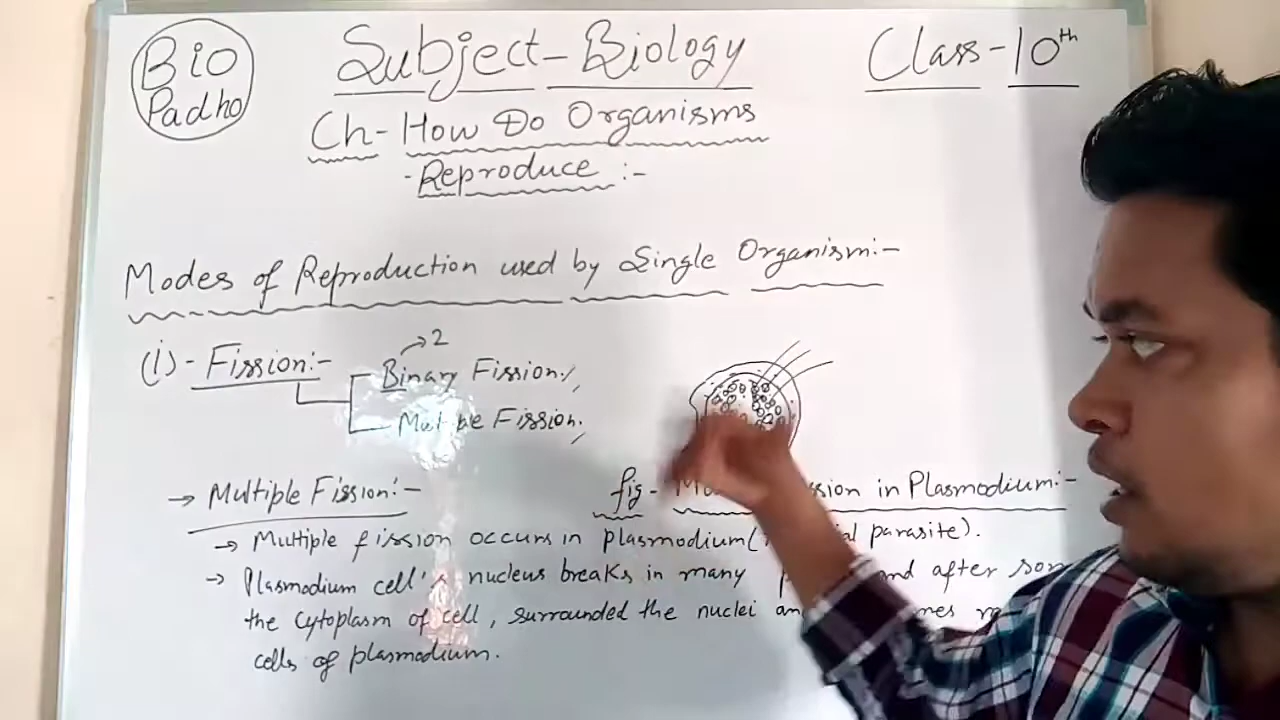 Bio
Padho
Subject-Biology
Class-10th
Ch-How Do Organisms
-Reproduce :-
Modes of Reproduction used by Single Organism:-
(i)- Fission:-
→2
Binary Fission.
Fission.
→ Multiple Fission:-
fig- ssion in Plasmodium:-
→ Multiple fission occurs in plasmodium( parasite).
→ Plasmodium cell's nucleus breaks in many and after
the cytoplasm of cell, surrounded the nuclei
cells of plasmodium.